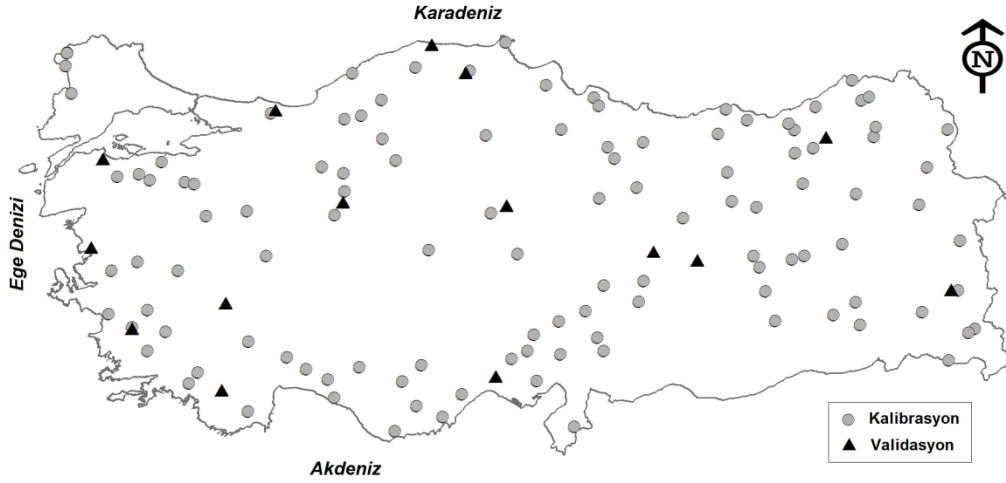 Karadeniz
N
Ege Denizi
Kalibrasyon
Validasyon
Akdeniz